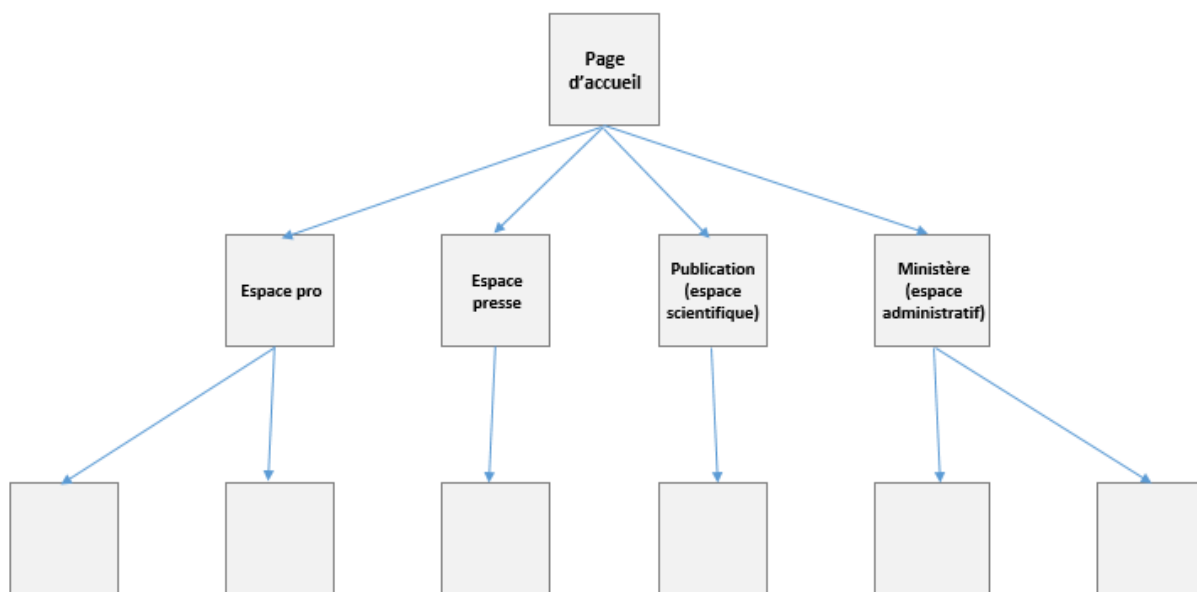 Page
d'accueil
Espace pro
Espace
presse
Publication
(espace
scientifique)
Ministère
(espace
administratif)